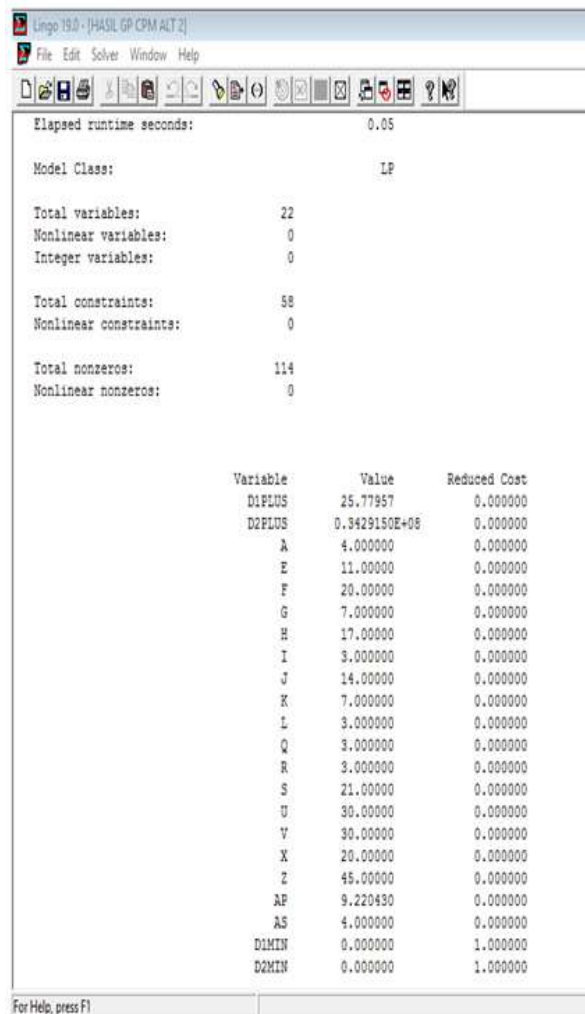 Lingo 19.0 - [HASIL GP CPM ALT 2]
File Edit Solver Window Help
Elapsed runtime seconds: 0.05
Model Class: LP
Total variables: 22
Nonlinear variables: 0
Integer variables: 0
Total constraints: 58
Nonlinear constraints: 0
Total nonzeros: 114
Nonlinear nonzeros: 0
Variable Value Reduced Cost
D1PLUS 25.77957 0.000000
D2PLUS 0.3429150E+08 0.000000
A 4.000000 0.000000
E 11.00000 0.000000
F 20.00000 0.000000
G 7.000000 0.000000
H 17.00000 0.000000
I 3.000000 0.000000
J 14.00000 0.000000
K 7.000000 0.000000
L 3.000000 0.000000
Q 3.000000 0.000000
R 3.000000 0.000000
S 21.00000 0.000000
U 30.00000 0.000000
V 30.00000 0.000000
X 20.00000 0.000000
Z 45.00000 0.000000
AP 9.220430 0.000000
A5 4.000000 0.000000
D1MIN 0.000000 1.000000
D2MIN 0.000000 1.000000
For Help, press F1